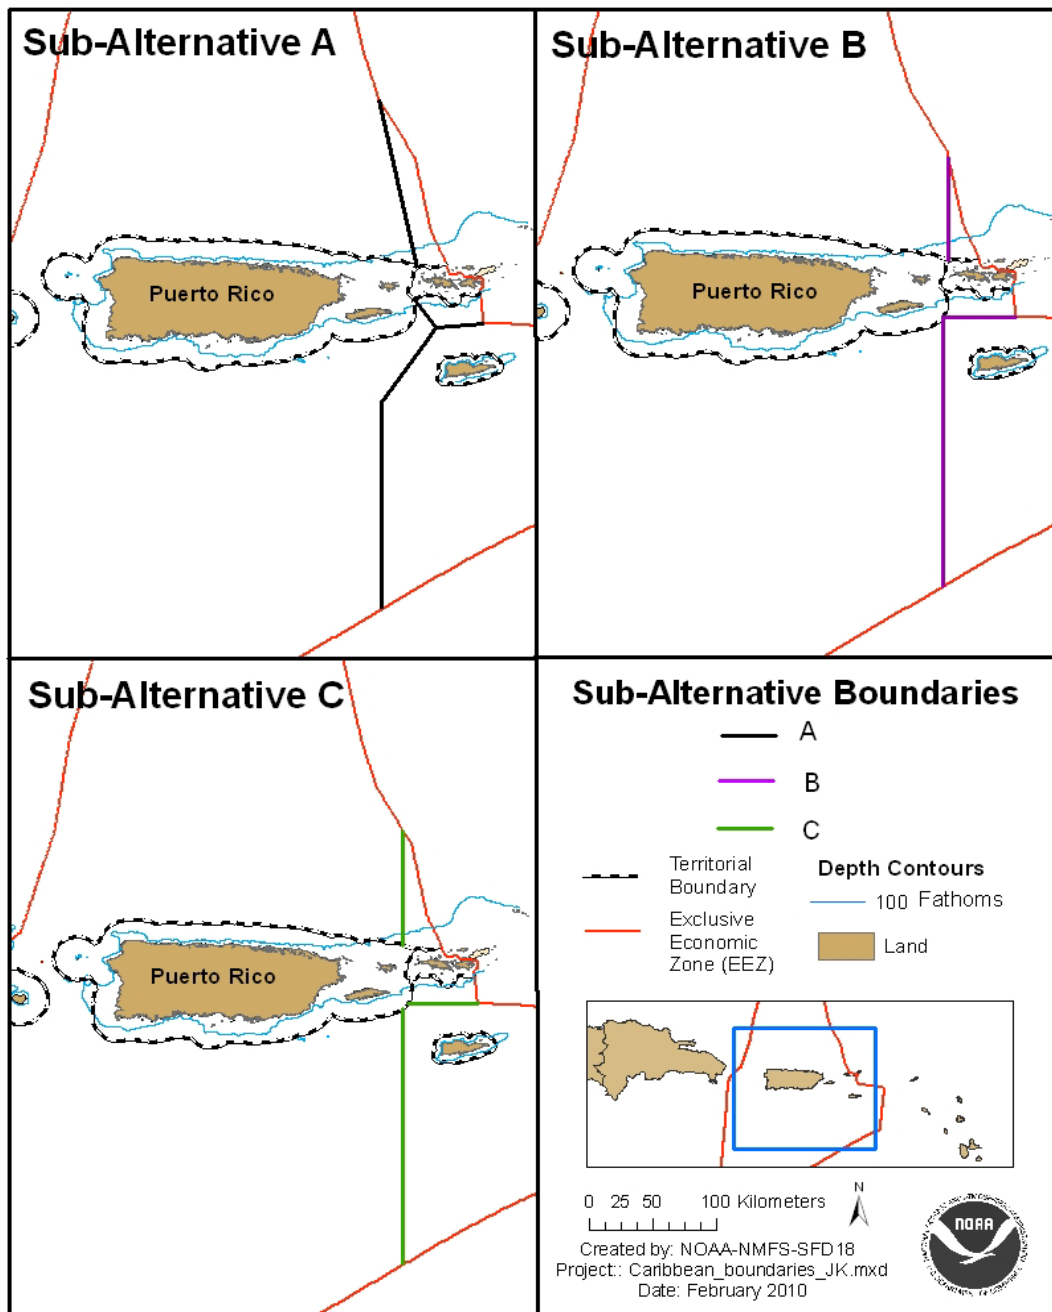 Sub-Alternative A
Puerto Rico
Sub-Alternative B
Puerto Rico
Sub-Alternative C
Puerto Rico
Sub-Alternative Boundaries
A
B
C
Territorial
Boundary
Exclusive
Economic
Zone (EEZ)
Depth Contours
100 Fathoms
Land
0 25 50 100 Kilometers
N
Created by: NOAA-NMFS-SFD18
Project:: Caribbean_boundaries_JK.mxd
Date: February 2010
NOAA